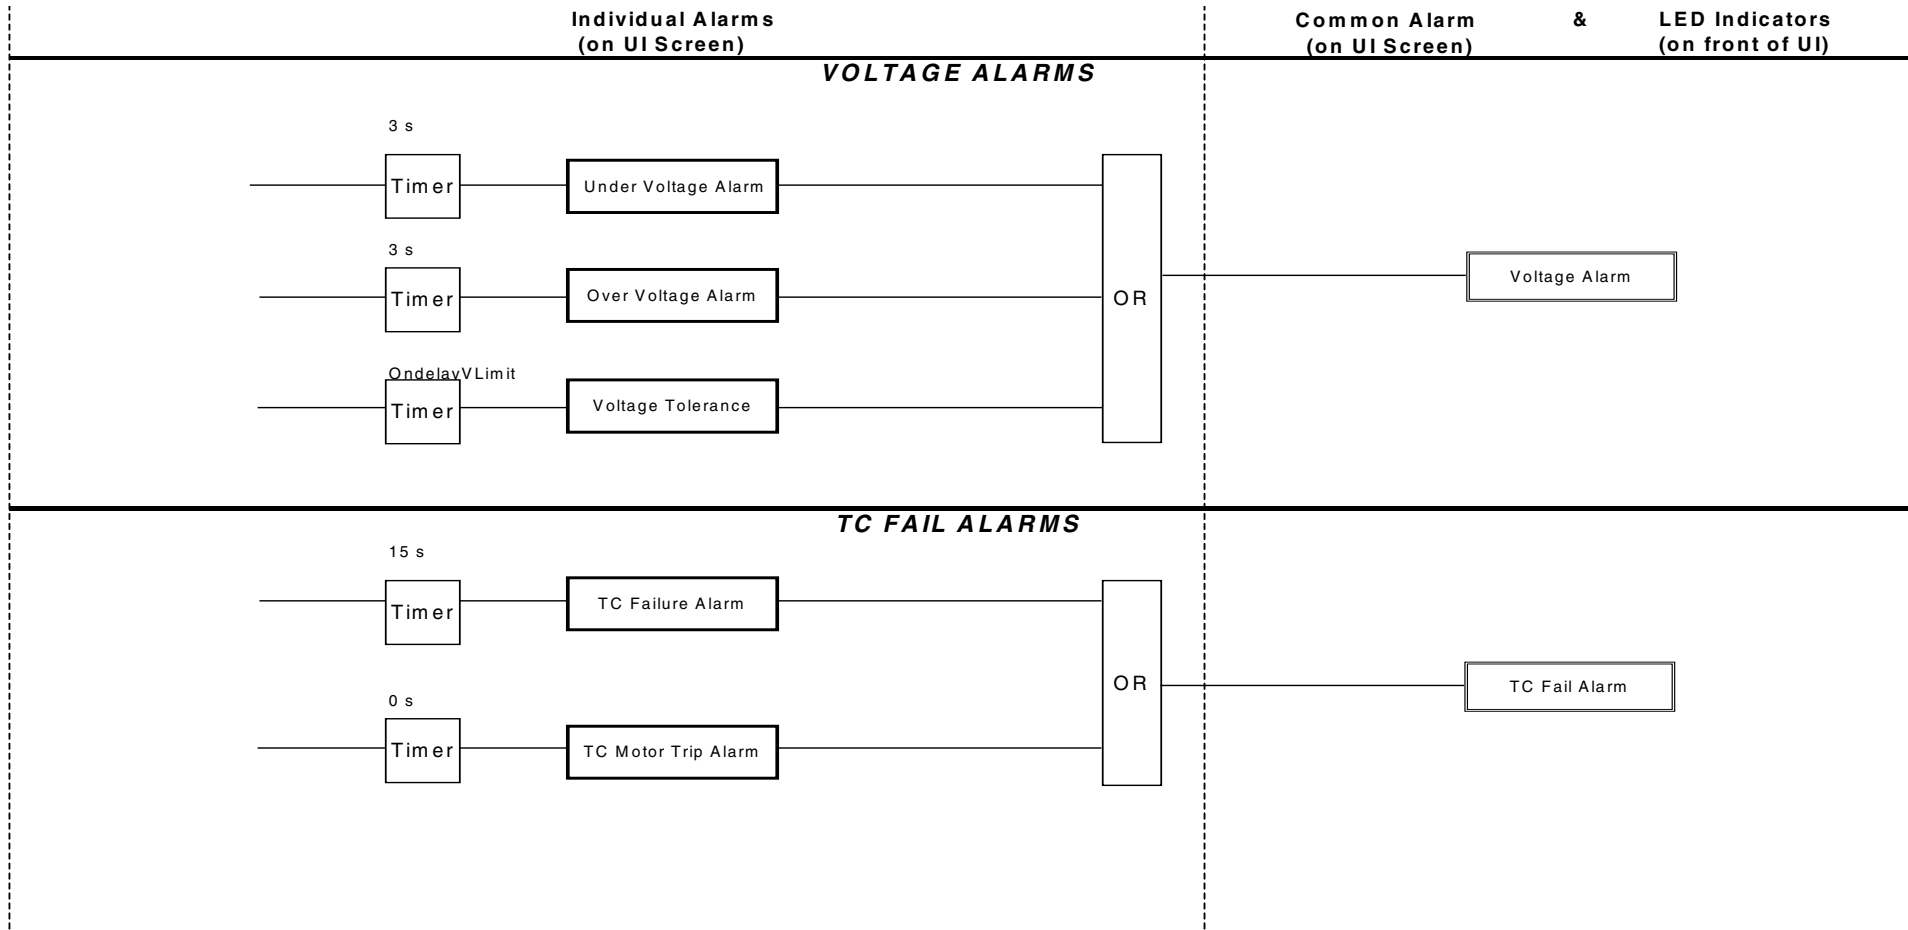 Individual Alarms
(on UI Screen)
Common Alarm
(on UI Screen)
&
LED Indicators
(on front of UI)
VOLTAGE ALARMS
3 s
Timer
Under Voltage Alarm
3 s
Timer
Over Voltage Alarm
OndelayVLimit
Timer
Voltage Tolerance
OR
Voltage Alarm
TC FAIL ALARMS
15 s
Timer
TC Failure Alarm
0 s
Timer
TC Motor Trip Alarm
OR
TC Fail Alarm